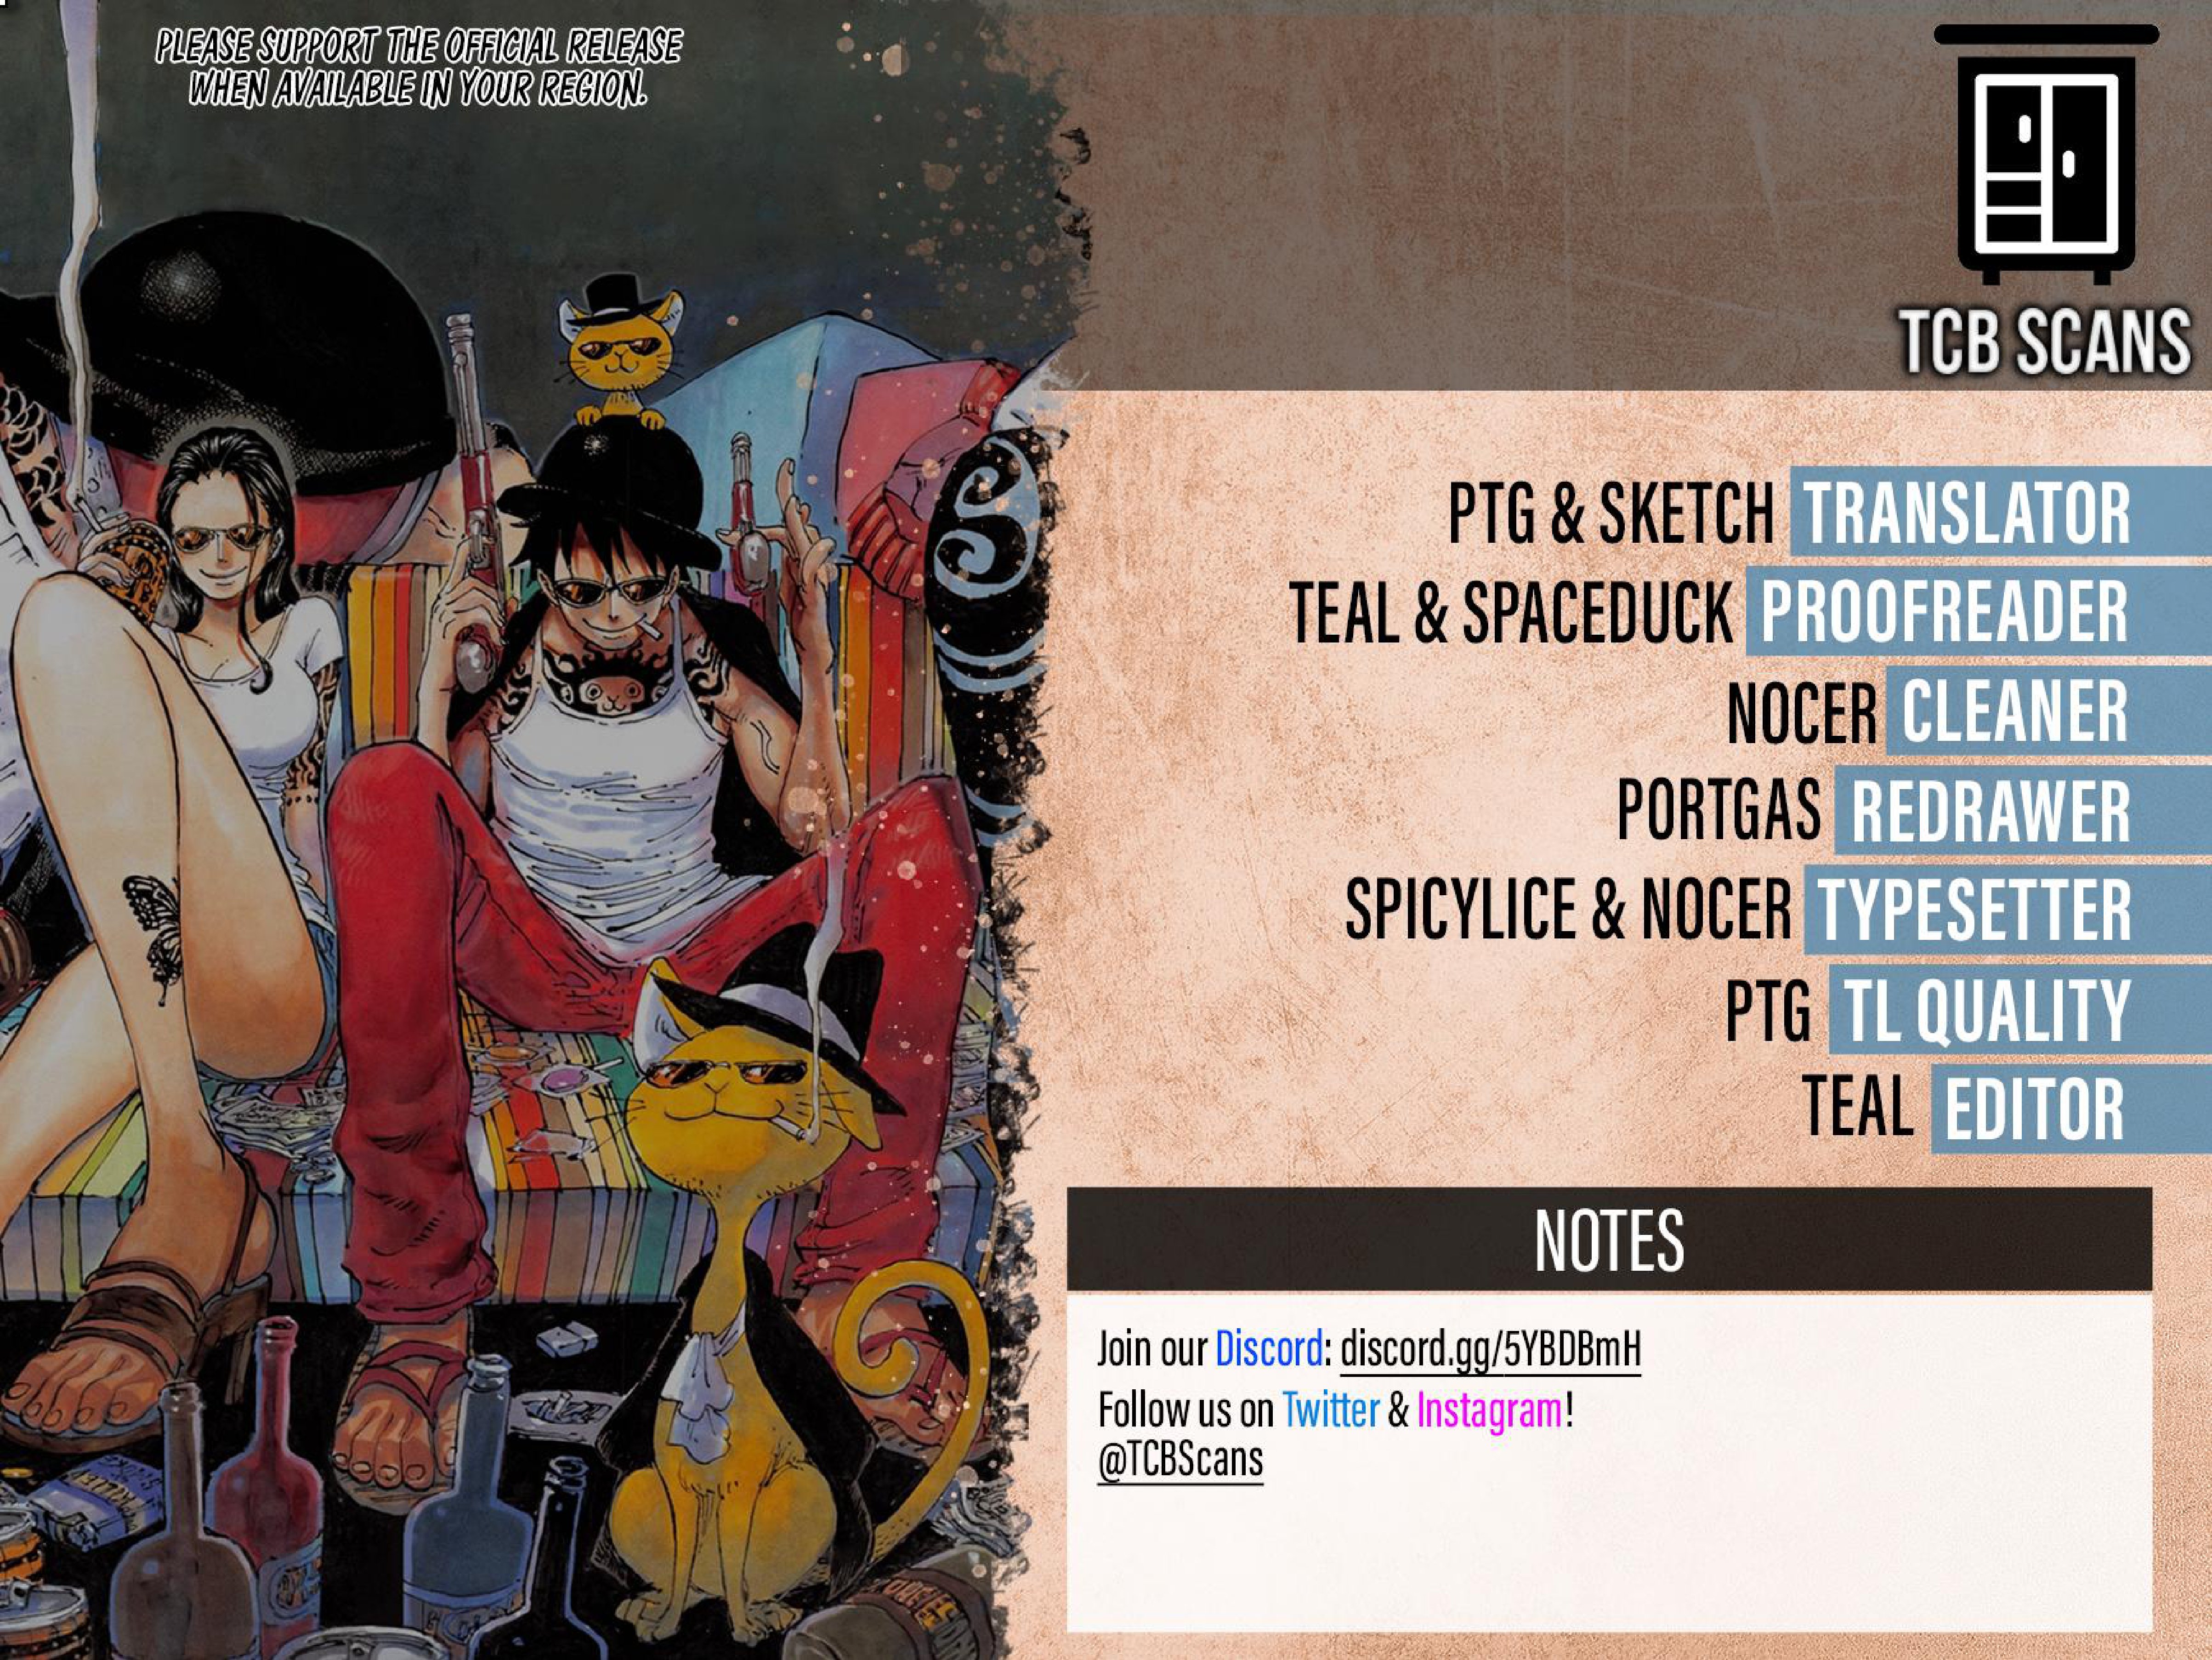 PLEASE SUPPORT THE OFFICIAL RELEASE
WHEN AVAILABLE IN YOUR REGION.
TCB SCANS
PTG & SKETCH TRANSLATOR
TEAL & SPACEDUCK PROOFREADER
NOCER CLEANER
PORTGAS REDRAWER
SPICYLICE & NOCER TYPESETTER
PTG TL QUALITY
TEAL EDITOR
NOTES
Join our Discord: discord.gg/5YBDBmH
Follow us on Twitter & Instagram!
@TCBScans